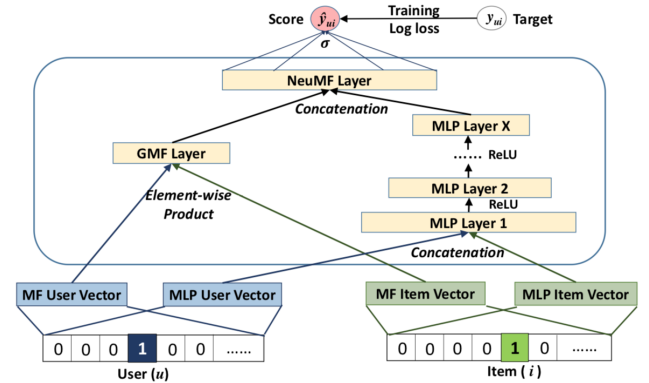 Score
ŷui
Training
Log loss
yui
Target
σ
NeuMF Layer
Concatenation
MLP Layer X
GMF Layer
...... ReLU
MLP Layer 2
Element-wise
Product
ReLU
MLP Layer 1
Concatenation
MF User Vector
MLP User Vector
MF Item Vector
MLP Item Vector
0 0 0 1 0 0 ......
0 0 0 0 1 0 ......
User (u)
Item ( i )